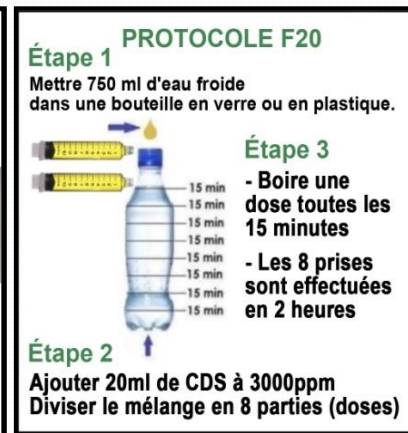 PROTOCOLE F20
Étape 1
Mettre 750 ml d'eau froide
dans une bouteille en verre ou en plastique.
15 min
15 min
15 min
15 min
15 min
15 min
15 min
15 min
Étape 3
- Boire une
dose toutes les
15 minutes
- Les 8 prises
sont effectuées
en 2 heures
Étape 2
Ajouter 20ml de CDS à 3000ppm
Diviser le mélange en 8 parties (doses)